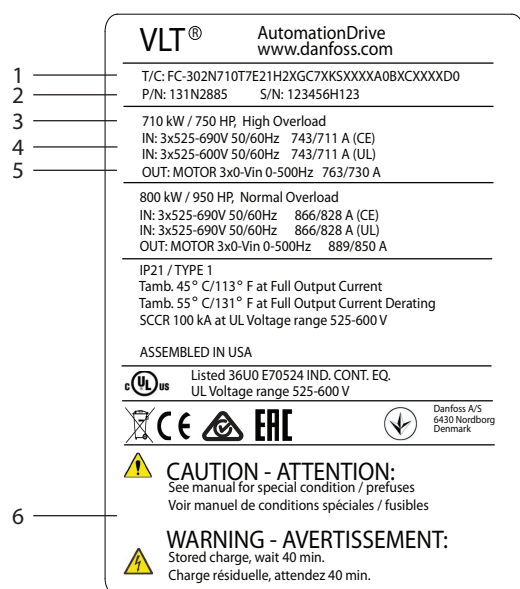 VLT® AutomationDrive
www.danfoss.com
1 T/C: FC-302N710T7E21H2XGC7XKSXXXXA0BXCXXXXD0
2 P/N: 131N2885 S/N: 123456H123
3 710 kW / 750 HP, High Overload
4 IN: 3x525-690V 50/60Hz 743/711 A (CE)
IN: 3x525-600V 50/60Hz 743/711 A (UL)
5 OUT: MOTOR 3x0-Vin 0-500Hz 763/730 A
800 kW / 950 HP, Normal Overload
IN: 3x525-690V 50/60Hz 866/828 A (CE)
IN: 3x525-690V 50/60Hz 866/828 A (UL)
OUT: MOTOR 3x0-Vin 0-500Hz 889/850 A
IP21 / TYPE 1
Tamb. 45° C/113° F at Full Output Current
Tamb. 55° C/131° F at Full Output Current Derating
SCCR 100 kA at UL Voltage range 525-600 V
ASSEMBLED IN USA
c UL us Listed 36U0 E70524 IND. CONT. EQ.
UL Voltage range 525-600 V
CE EAC
Danfoss A/S
6430 Nordborg
Denmark
CAUTION - ATTENTION:
See manual for special condition / prefuses
Voir manuel de conditions spéciales / fusibles
6
WARNING - AVERTISSEMENT:
Stored charge, wait 40 min.
Charge résiduelle, attendez 40 min.